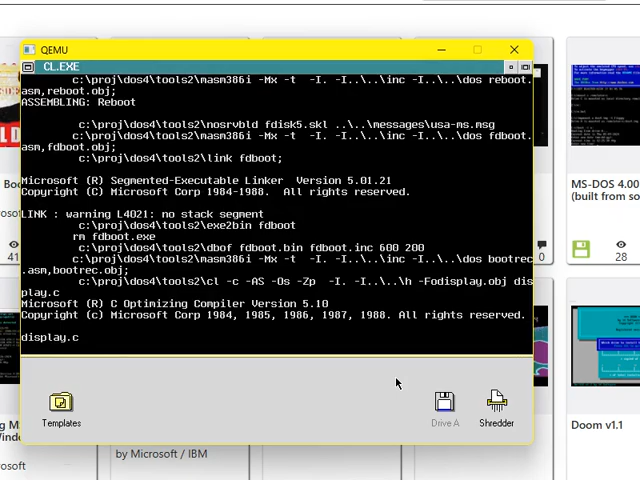 QEMU
CL.EXE
c:\proj\dos4\tools2\masm386i -Mx -t  -I. -I..\..\inc -I..\..\dos reboot.
asm,reboot.obj;
ASSEMBLING: Reboot
c:\proj\dos4\tools2\nosrvbld fdisk5.skl ..\..\messages\usa-ms.msg
c:\proj\dos4\tools2\masm386i -Mx -t  -I. -I..\..\inc -I..\..\dos fdboot.
asm,fdboot.obj;
c:\proj\dos4\tools2\link fdboot;
Microsoft (R) Segmented-Executable Linker  Version 5.01.21
Copyright (C) Microsoft Corp 1984-1988.  All rights reserved.
LINK : warning L4021: no stack segment
c:\proj\dos4\tools2\exe2bin fdboot
rm fdboot.exe
c:\proj\dos4\tools2\dbof fdboot.bin fdboot.inc 600 200
c:\proj\dos4\tools2\masm386i -Mx -t  -I. -I..\..\inc -I..\..\dos bootrec
.asm,bootrec.obj;
c:\proj\dos4\tools2\cl -c -AS -Os -Zp  -I. -I..\..\h -Fodisplay.obj dis
play.c
Microsoft (R) C Optimizing Compiler Version 5.10
Copyright (c) Microsoft Corp 1984, 1985, 1986, 1987, 1988. All rights reserved.
display.c
Templates
Drive A
Shredder
MS-DOS 4.00
(built from so
28
41
Doom v1.1
by Microsoft / IBM